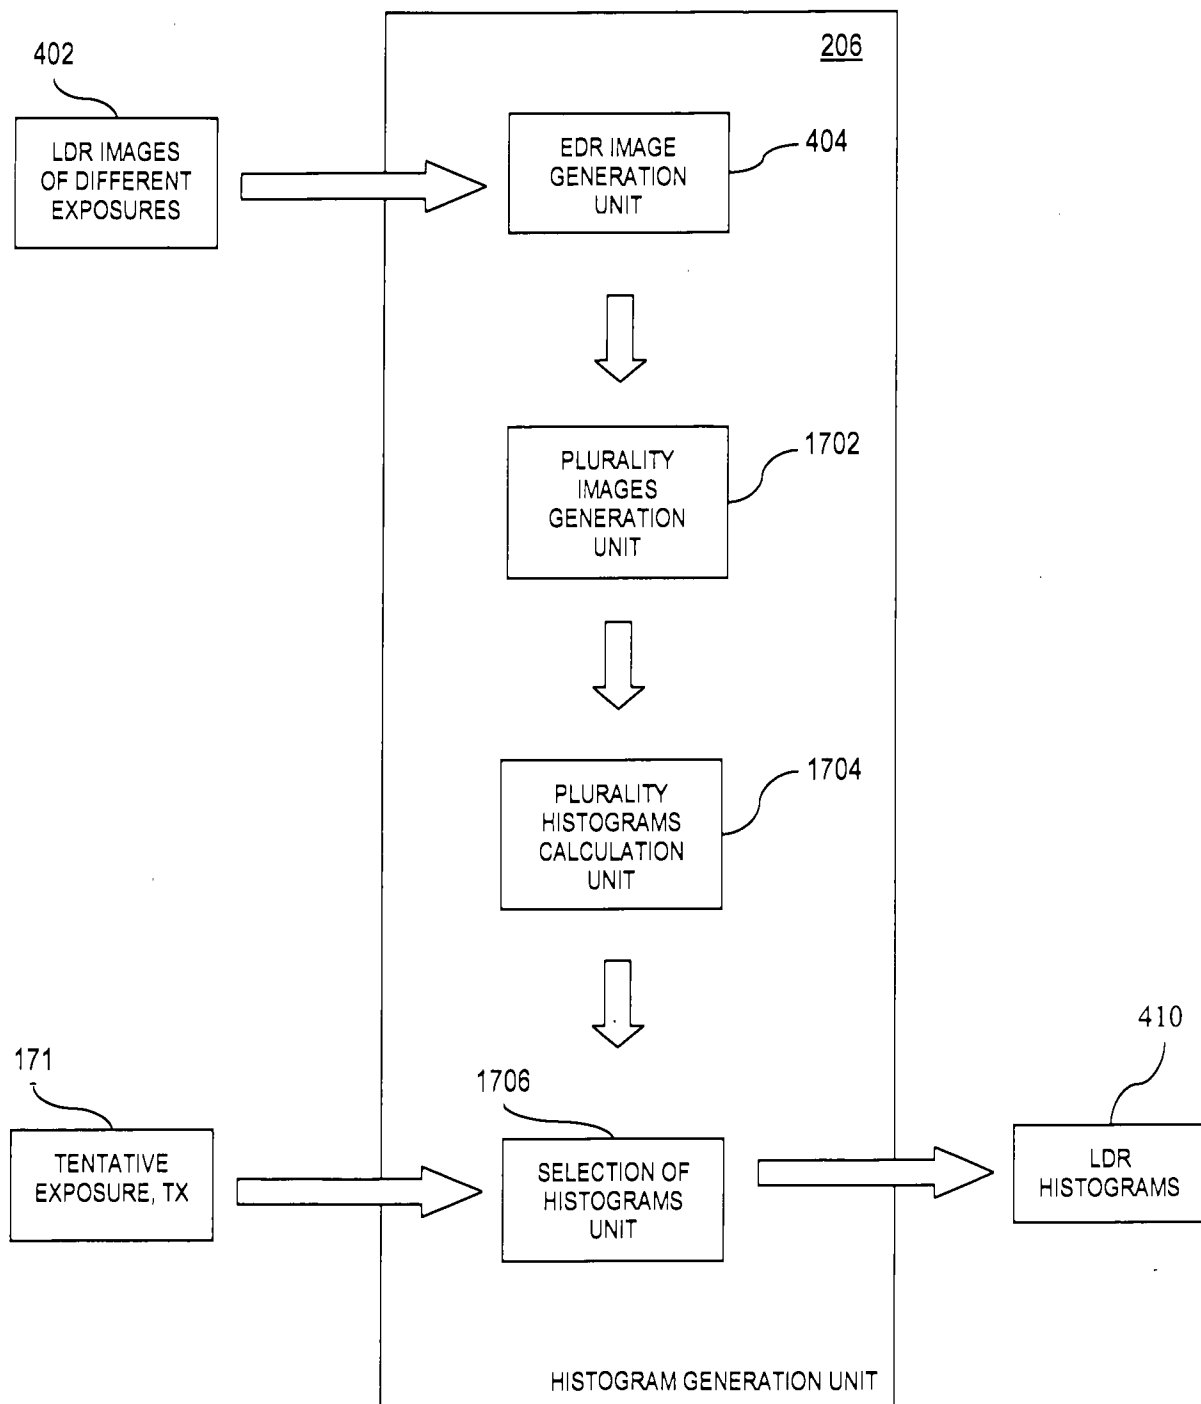 206
402
LDR IMAGES
OF DIFFERENT
EXPOSURES
EDR IMAGE
GENERATION
UNIT
404
PLURALITY
IMAGES
GENERATION
UNIT
1702
PLURALITY
HISTOGRAMS
CALCULATION
UNIT
1704
171
TENTATIVE
EXPOSURE, TX
1706
SELECTION OF
HISTOGRAMS
UNIT
410
LDR
HISTOGRAMS
HISTOGRAM GENERATION UNIT